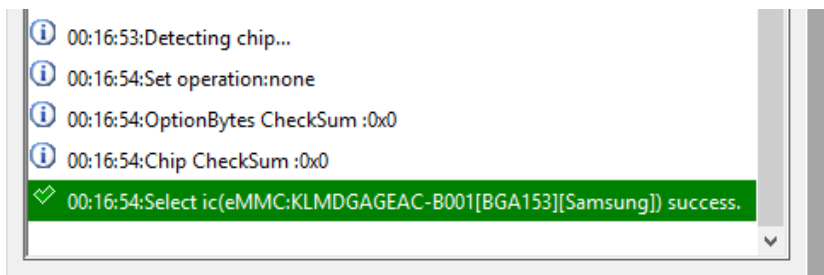 00:16:53:Detecting chip...
00:16:54:Set operation:none
00:16:54:OptionBytes CheckSum :0x0
00:16:54:Chip CheckSum :0x0
00:16:54:Select ic(eMMC:KLMDGAGEAC-B001[BGA153][Samsung]) success.